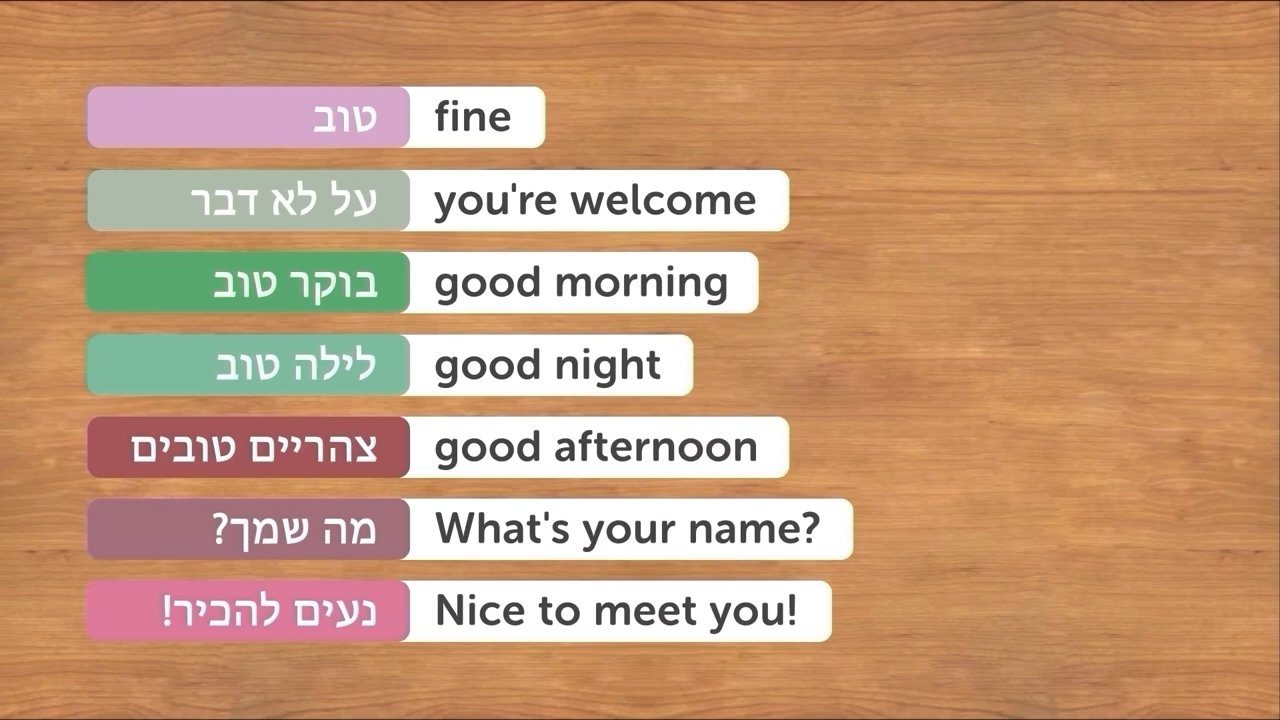 טוב fine
על לא דבר you're welcome
בוקר טוב good morning
לילה טוב good night
צהריים טובים good afternoon
מה שמך? What's your name?
נעים להכיר! Nice to meet you!